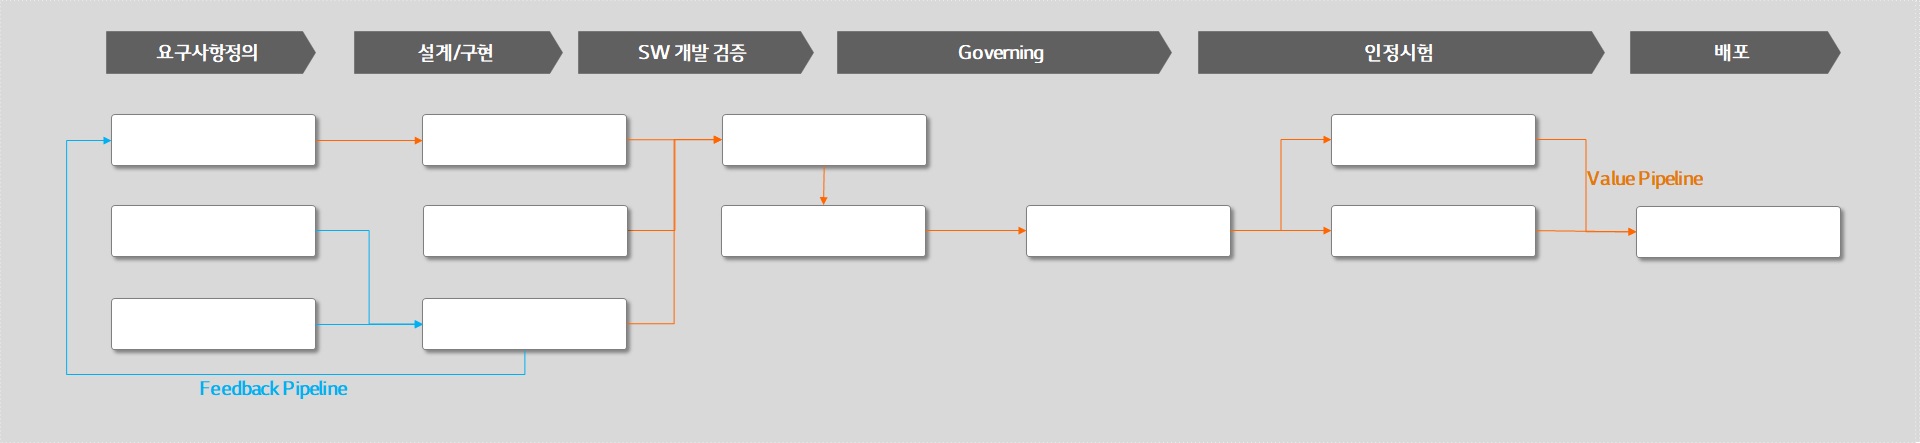 요구사항정의
설계/구현
SW 개발 검증
Governing
인정시험
배포
Value Pipeline
Feedback Pipeline